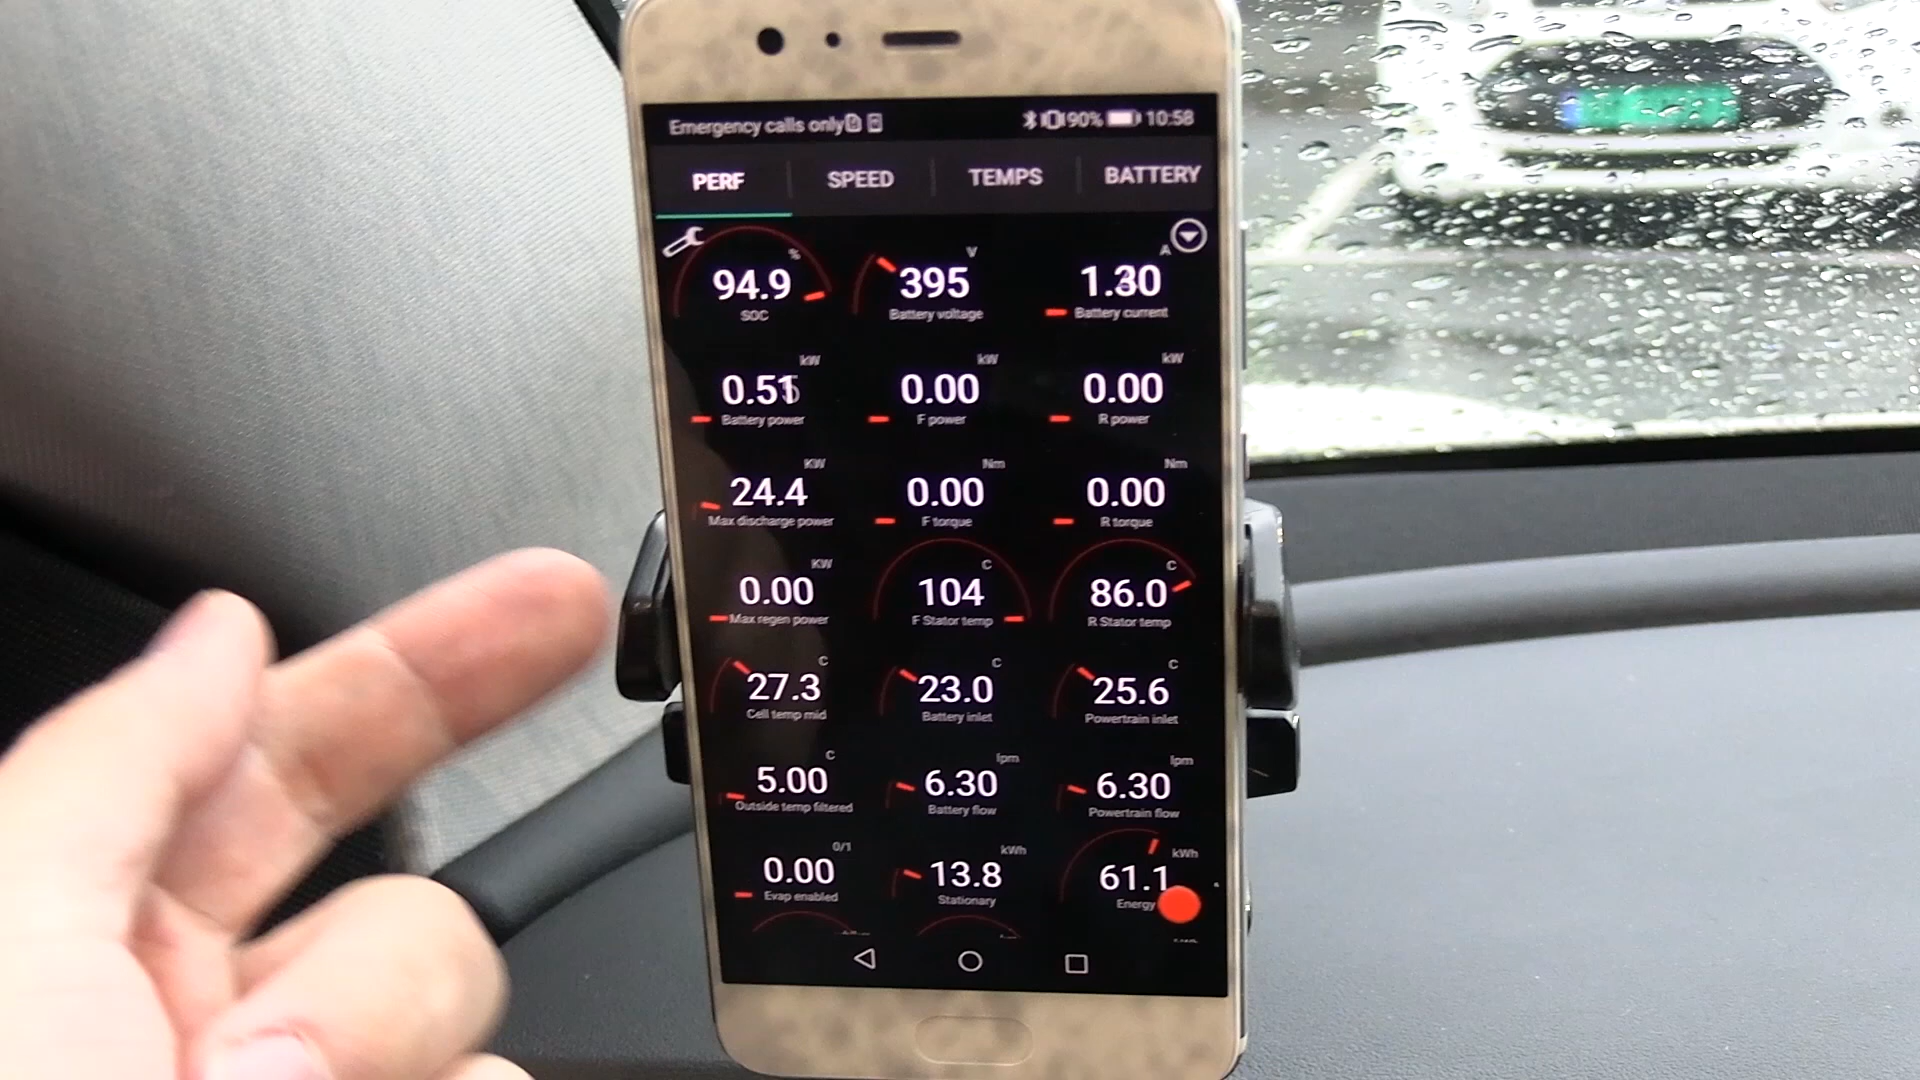 Emergency calls only 90% 10:58
PERF SPEED TEMPS BATTERY
% V A
94.9 395 1.30
SOC Battery voltage Battery current
kW kW kW
0.51 0.00 0.00
Battery power F power R power
KW Nm Nm
24.4 0.00 0.00
Max discharge power F torque R torque
KW C C
0.00 104 86.0
Max regen power F Stator temp R Stator temp
C C C
27.3 23.0 25.6
Cell temp mid Battery inlet Powertrain inlet
C lpm lpm
5.00 6.30 6.30
Outside temp filtered Battery flow Powertrain flow
0/1 kWh kWh
0.00 13.8 61.1
Evap enabled Stationary Energy